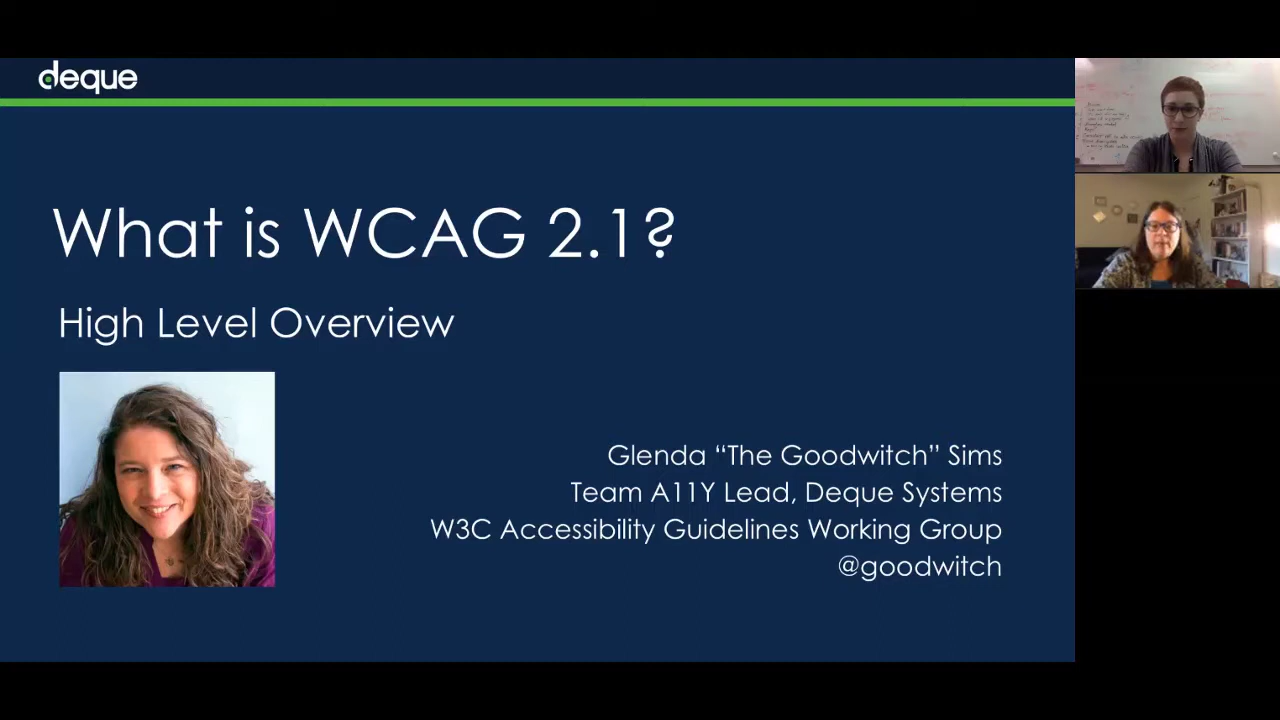 deque
What is WCAG 2.1?
High Level Overview
Glenda “The Goodwitch” Sims
Team A11Y Lead, Deque Systems
W3C Accessibility Guidelines Working Group
@goodwitch